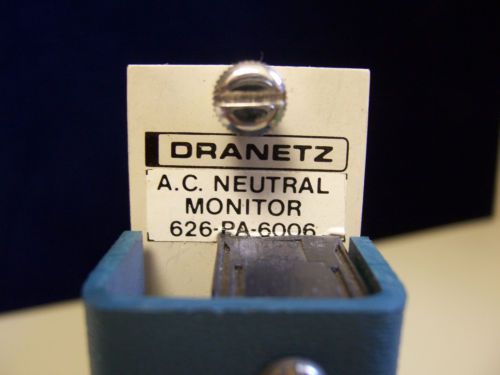 DRANETZ
A.C. NEUTRAL
MONITOR
626-PA-6006